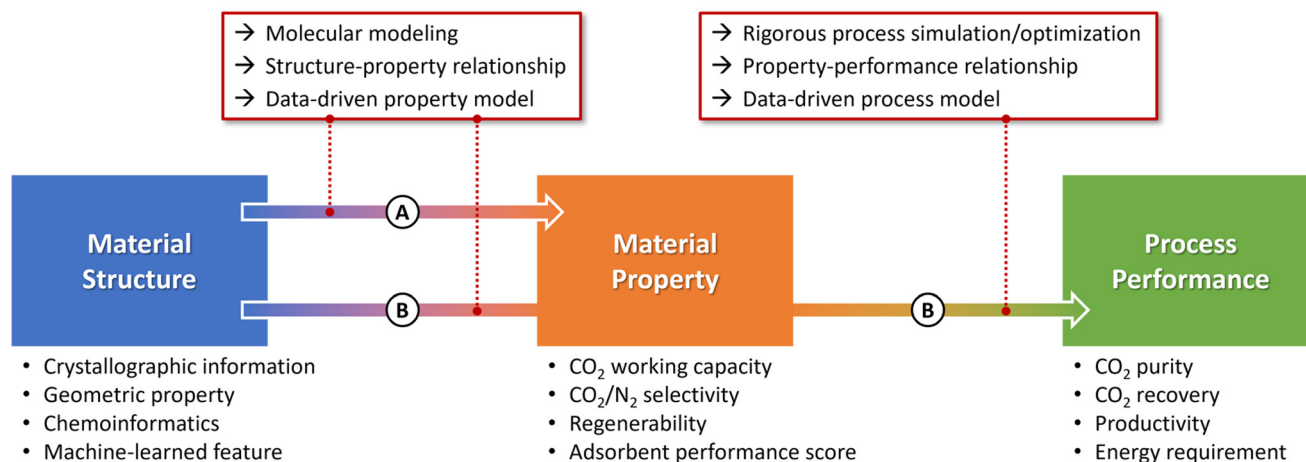 → Molecular modeling
→ Structure-property relationship
→ Data-driven property model
→ Rigorous process simulation/optimization
→ Property-performance relationship
→ Data-driven process model
A
Material
Structure
Material
Property
Process
Performance
B
B
• Crystallographic information
• Geometric property
• Chemoinformatics
• Machine-learned feature
• CO₂ working capacity
• CO₂/N₂ selectivity
• Regenerability
• Adsorbent performance score
• CO₂ purity
• CO₂ recovery
• Productivity
• Energy requirement